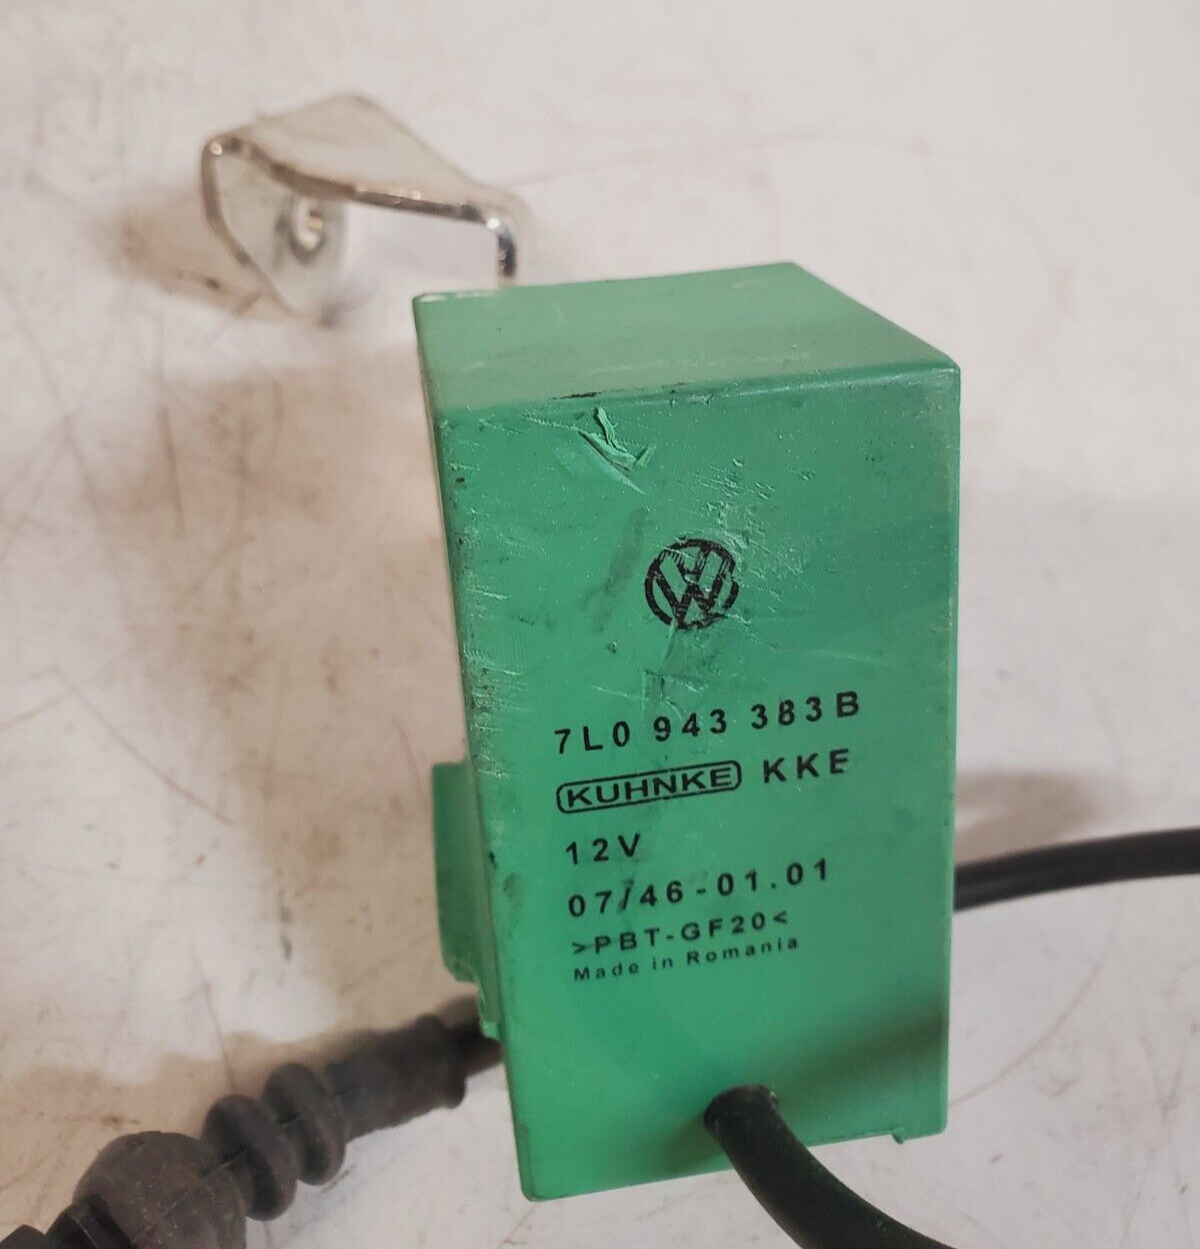 7L0 943 383 B
KUHNKE KKE
12V
07/46-01.01
>PBT-GF20<
Made in Romania